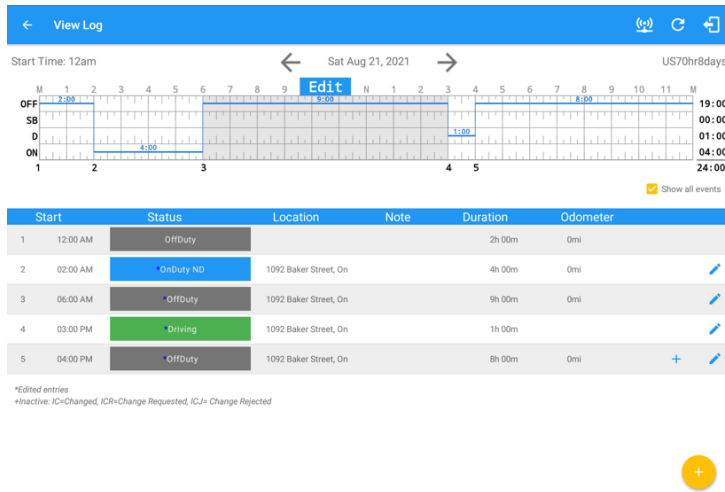 View Log
Start Time: 12am
Sat Aug 21, 2021
US70hr8days
M 1 2 3 4 5 6 7 8 9 Edit N 1 2 3 4 5 6 7 8 9 10 11 M
OFF 2:00 9:00 8:00 19:00
SB 00:00
D 1:00 01:00
ON 4:00 04:00
1 2 3 4 5 24:00
Show all events
Start Status Location Note Duration Odometer
1 12:00 AM OffDuty 2h 00m 0mi
2 02:00 AM *OnDuty ND 1092 Baker Street, On 4h 00m 0mi
3 06:00 AM *OffDuty 1092 Baker Street, On 9h 00m 0mi
4 03:00 PM *Driving 1092 Baker Street, On 1h 00m
5 04:00 PM *OffDuty 1092 Baker Street, On 8h 00m 0mi
*Edited entries
+Inactive: IC=Changed, ICR=Change Requested, ICJ= Change Rejected